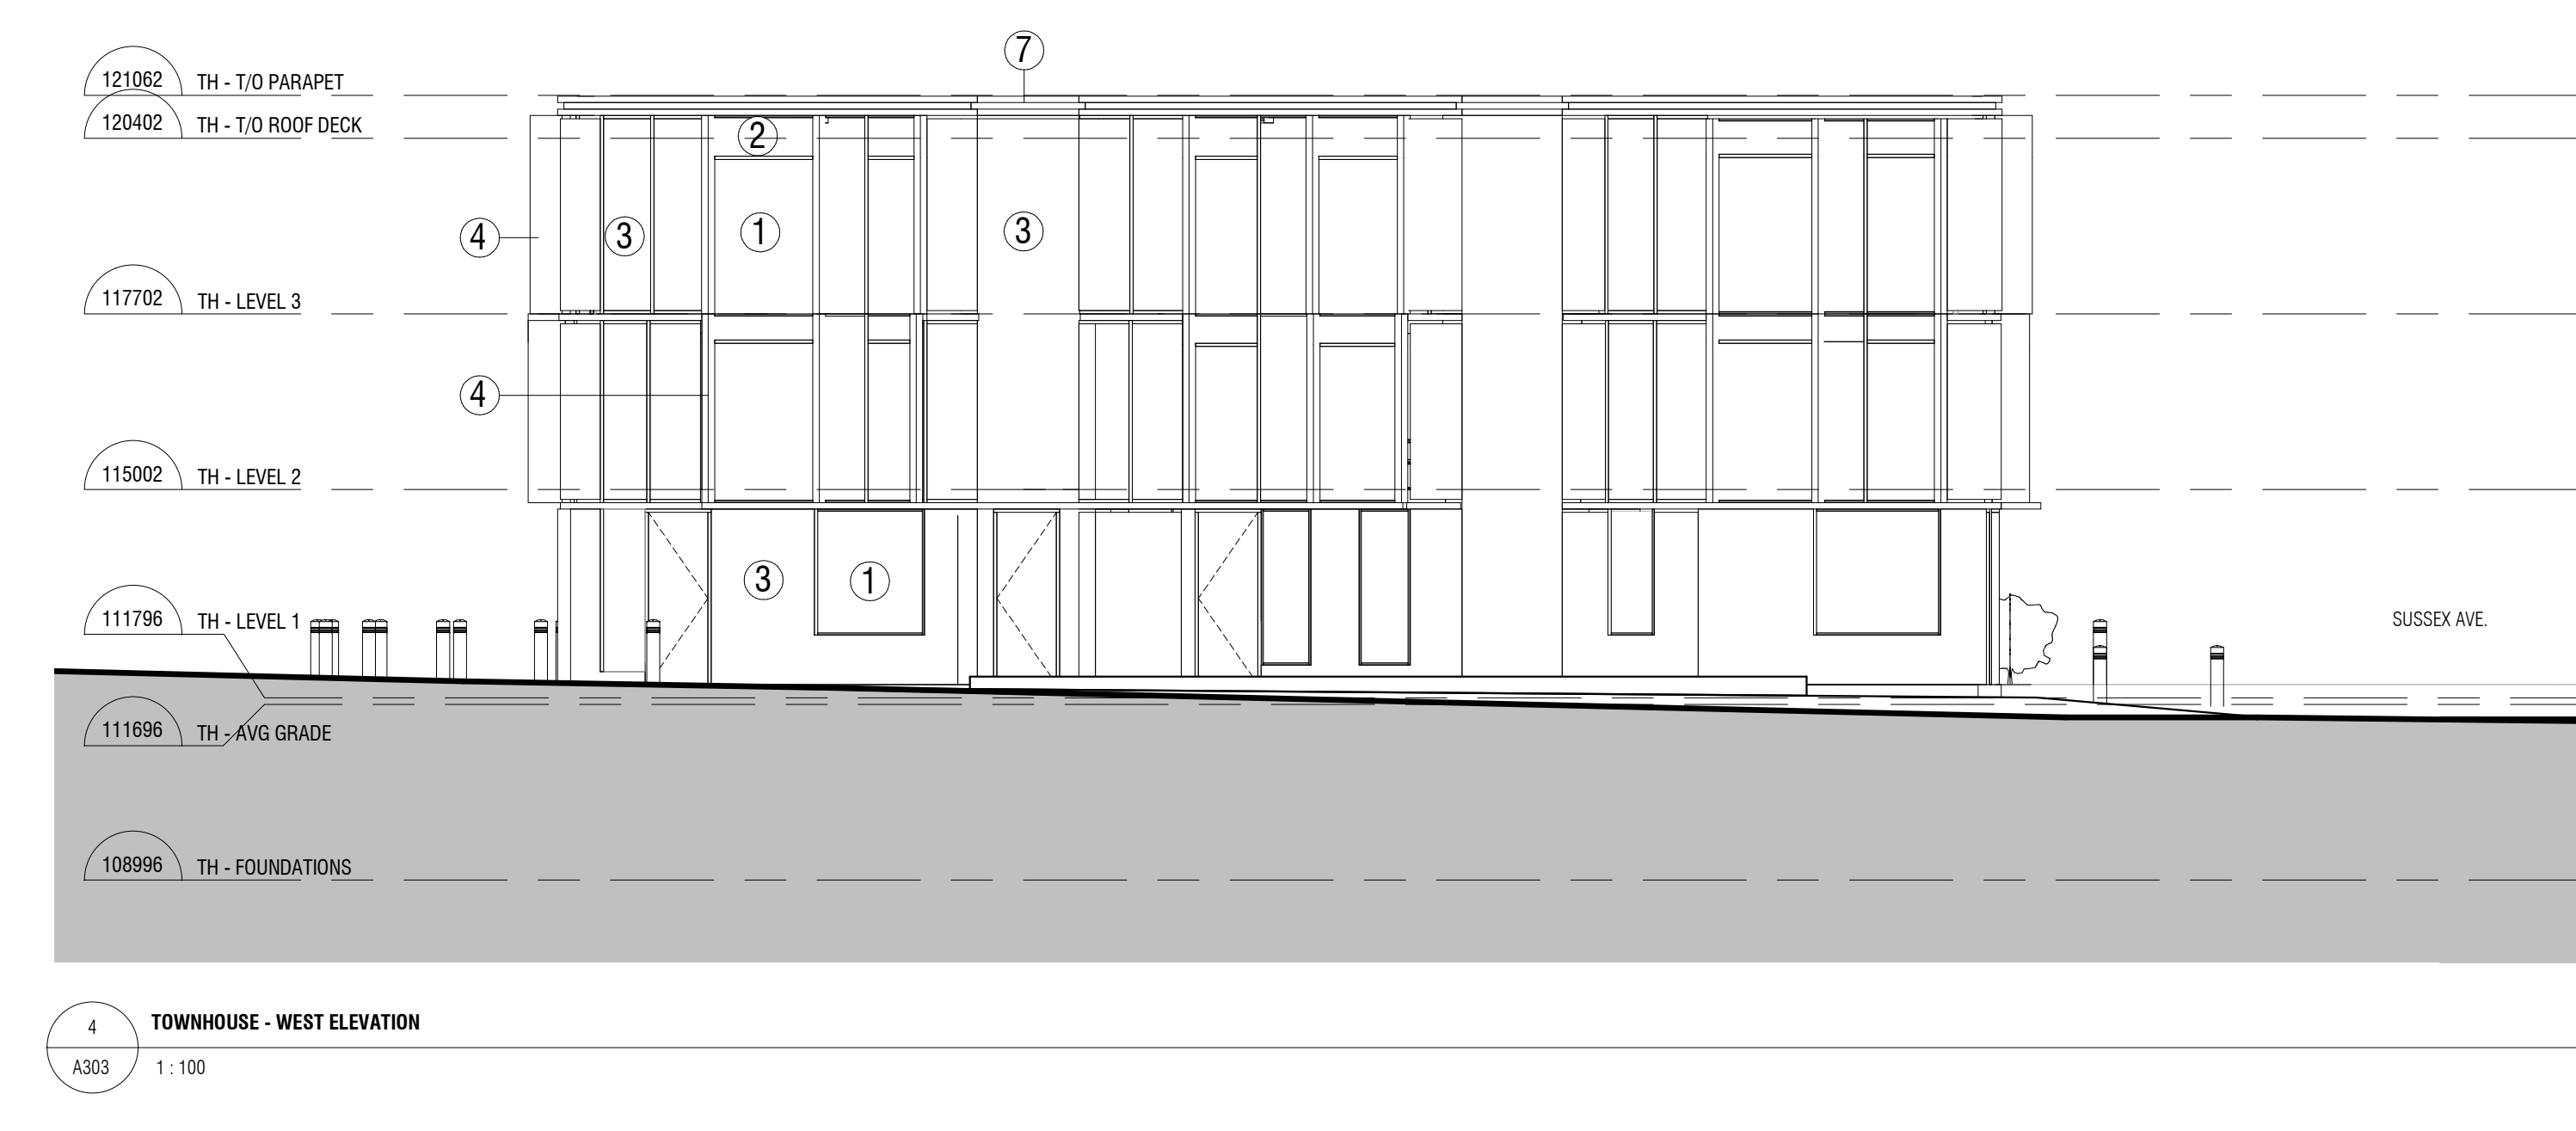 7
121062 TH - T/O PARAPET
120402 TH - T/O ROOF DECK
2
4 3 1 3
117702 TH - LEVEL 3
4
115002 TH - LEVEL 2
3 1
111796 TH - LEVEL 1
SUSSEX AVE.
111696 TH - AVG GRADE
108996 TH - FOUNDATIONS
4 TOWNHOUSE - WEST ELEVATION
A303 1 : 100